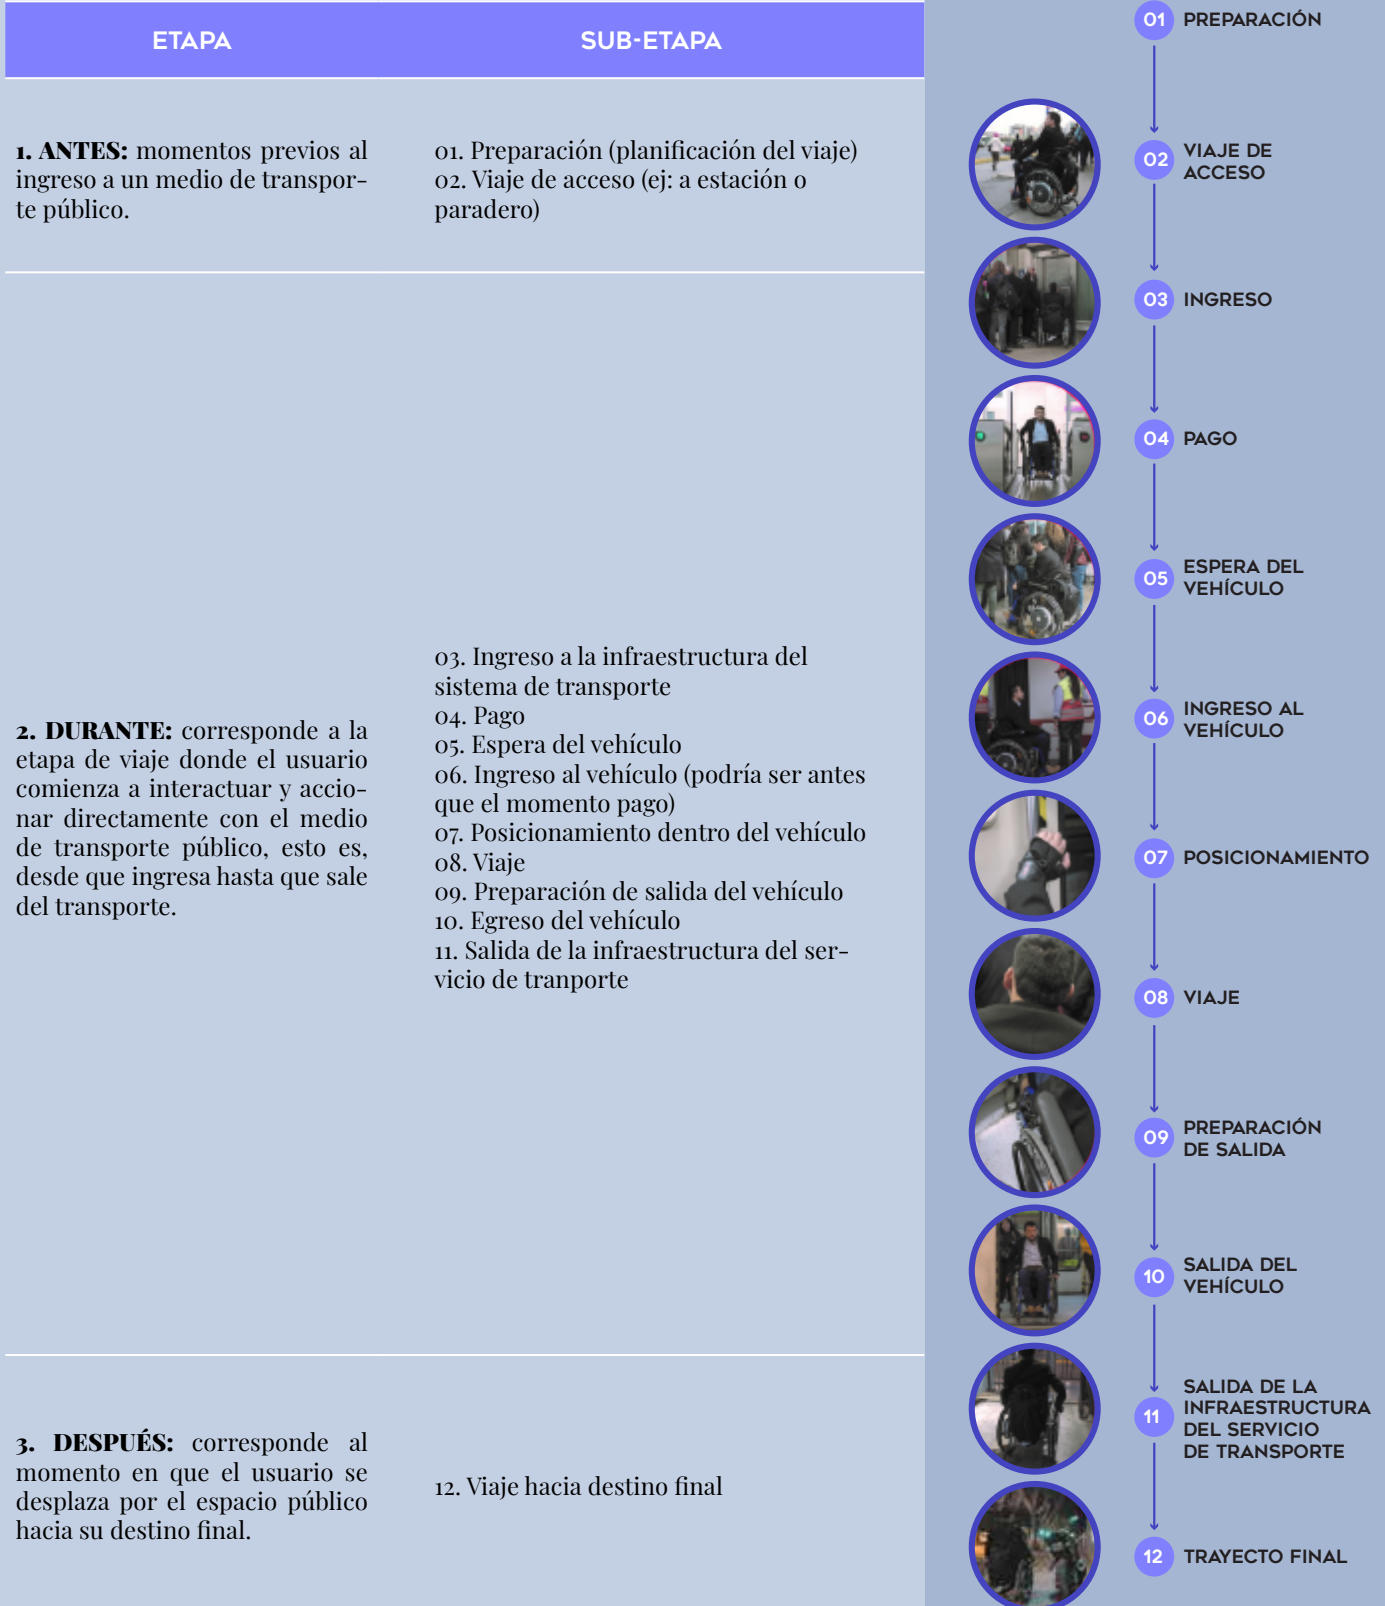 ETAPA
SUB-ETAPA
1. ANTES: momentos previos al
ingreso a un medio de transpor-
te público.
01. Preparación (planificación del viaje)
02. Viaje de acceso (ej: a estación o
paradero)
2. DURANTE: corresponde a la
etapa de viaje donde el usuario
comienza a interactuar y accio-
nar directamente con el medio
de transporte público, esto es,
desde que ingresa hasta que sale
del transporte.
03. Ingreso a la infraestructura del
sistema de transporte
04. Pago
05. Espera del vehículo
06. Ingreso al vehículo (podría ser antes
que el momento pago)
07. Posicionamiento dentro del vehículo
08. Viaje
09. Preparación de salida del vehículo
10. Egreso del vehículo
11. Salida de la infraestructura del ser-
vicio de tranporte
3. DESPUÉS: corresponde al
momento en que el usuario se
desplaza por el espacio público
hacia su destino final.
12. Viaje hacia destino final
01 PREPARACIÓN
02 VIAJE DE
ACCESO
03 INGRESO
04 PAGO
05 ESPERA DEL
VEHÍCULO
06 INGRESO AL
VEHÍCULO
07 POSICIONAMIENTO
08 VIAJE
09 PREPARACIÓN
DE SALIDA
10 SALIDA DEL
VEHÍCULO
11 SALIDA DE LA
INFRAESTRUCTURA
DEL SERVICIO
DE TRANSPORTE
12 TRAYECTO FINAL